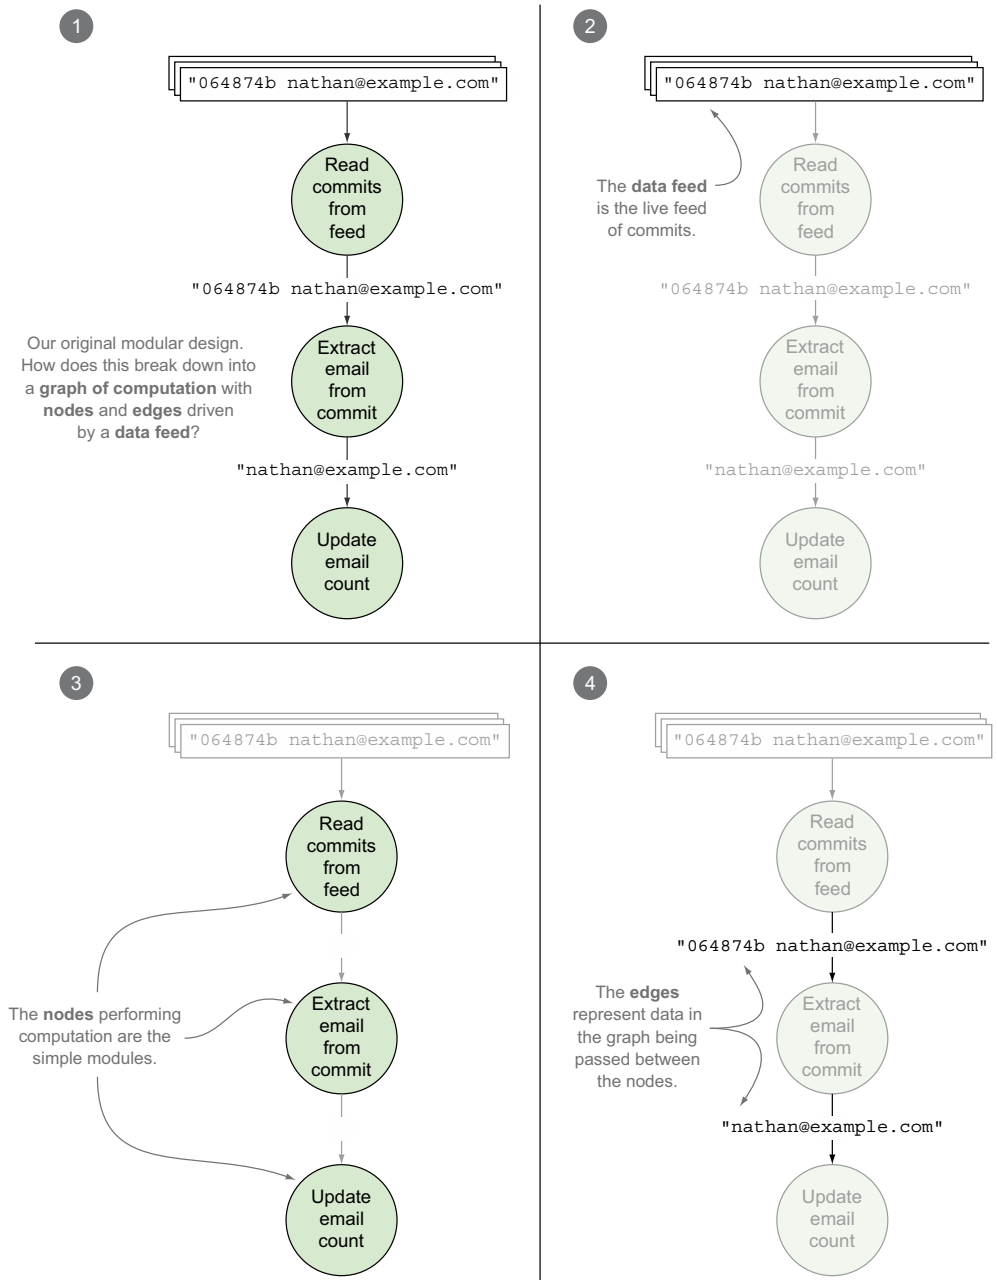 1
"064874b nathan@example.com"
Read
commits
from
feed
"064874b nathan@example.com"
Our original modular design.
How does this break down into
a graph of computation with
nodes and edges driven
by a data feed?
Extract
email
from
commit
"nathan@example.com"
Update
email
count
2
"064874b nathan@example.com"
The data feed
is the live feed
of commits.
Read
commits
from
feed
"064874b nathan@example.com"
Extract
email
from
commit
"nathan@example.com"
Update
email
count
3
"064874b nathan@example.com"
Read
commits
from
feed
The nodes performing
computation are the
simple modules.
Extract
email
from
commit
Update
email
count
4
"064874b nathan@example.com"
Read
commits
from
feed
"064874b nathan@example.com"
The edges
represent data in
the graph being
passed between
the nodes.
Extract
email
from
commit
"nathan@example.com"
Update
email
count